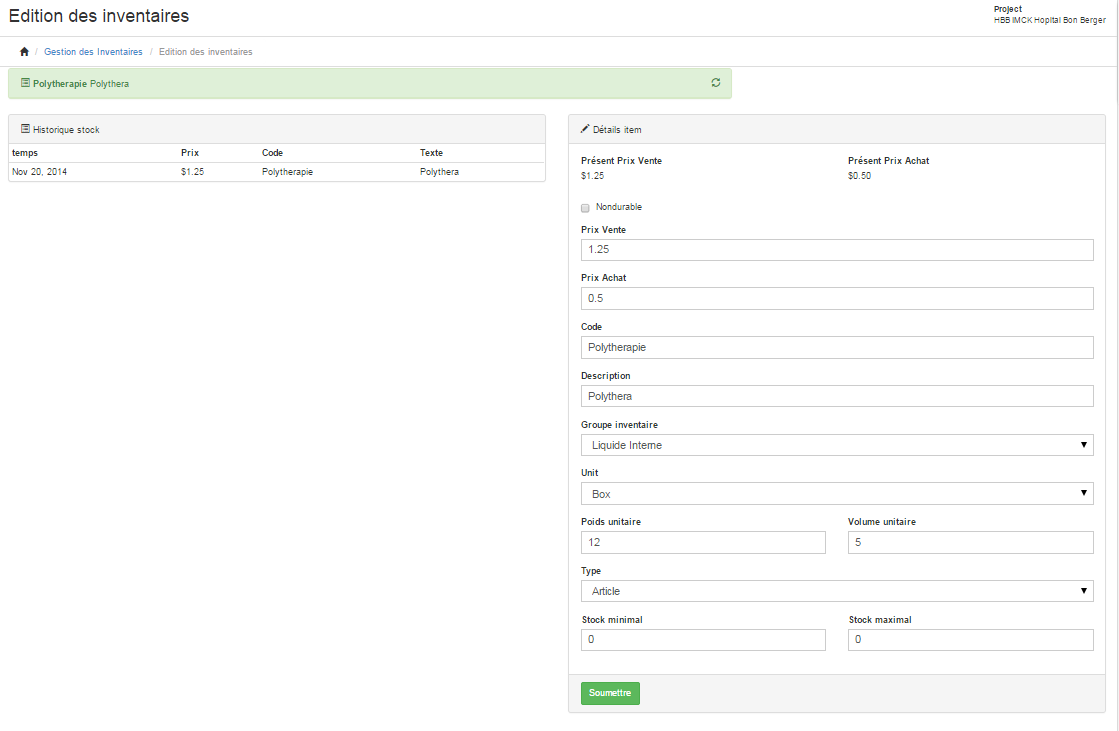 Edition des inventaires
Project
HBB IMCK Hopital Bon Berger
/ Gestion des Inventaires / Edition des inventaires
Polytherapie Polythera
Historique stock
temps Prix Code Texte
Nov 20, 2014 $1.25 Polytherapie Polythera
Détails item
Présent Prix Vente Présent Prix Achat
$1.25 $0.50
Nondurable
Prix Vente
1.25
Prix Achat
0.5
Code
Polytherapie
Description
Polythera
Groupe inventaire
Liquide Interne
Unit
Box
Poids unitaire Volume unitaire
12 5
Type
Article
Stock minimal Stock maximal
0 0
Soumettre